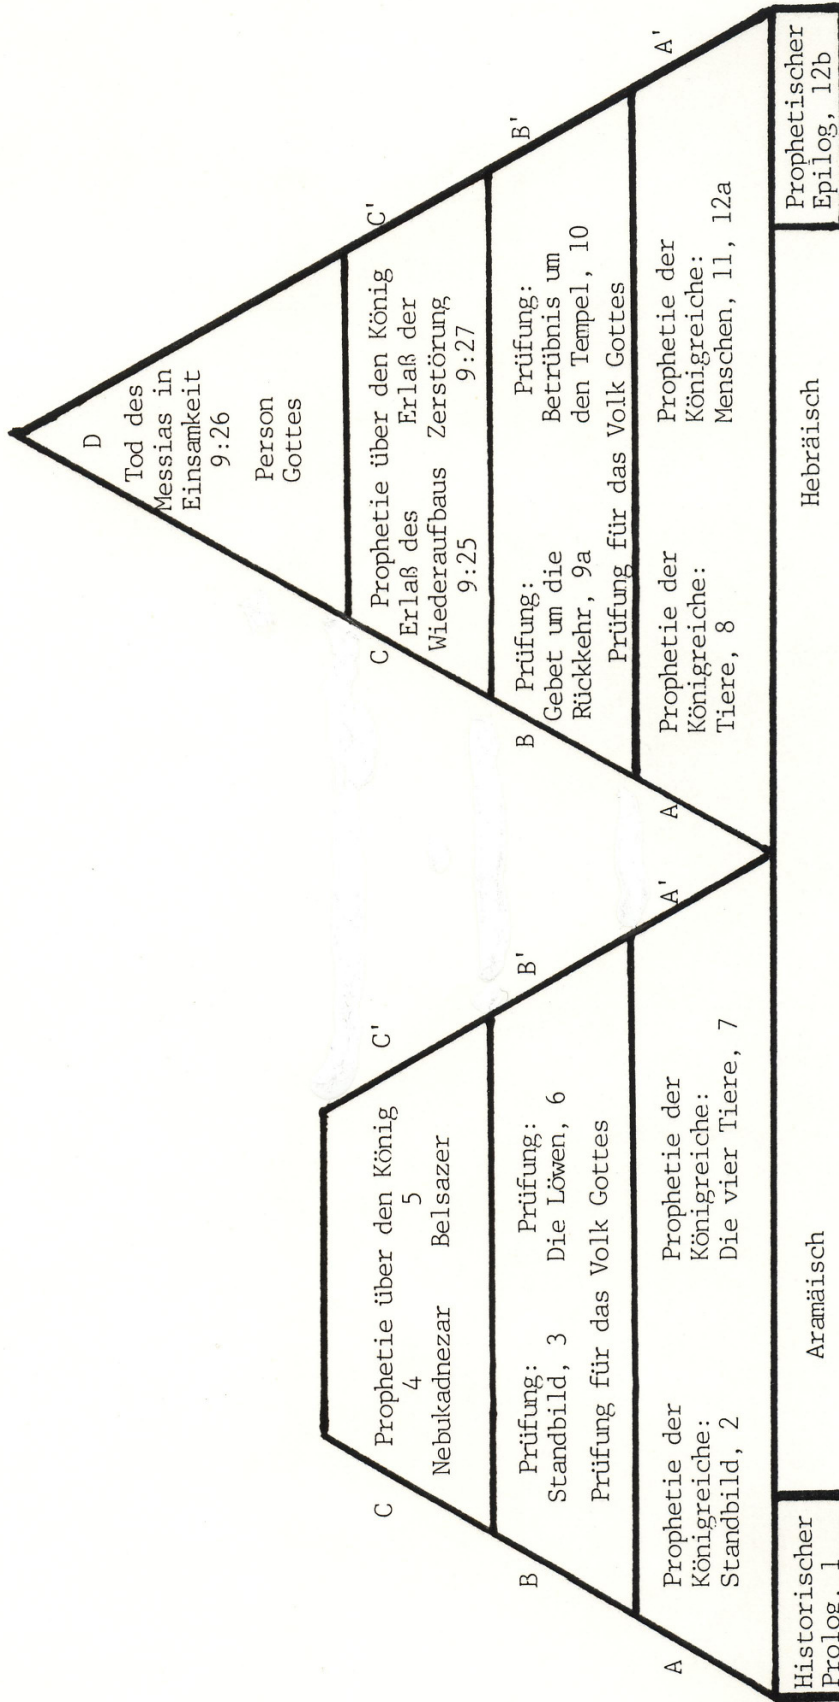 D
Tod des
Messias in
Einsamkeit
9:26
Person
Gottes
C
C'
Prophetie über den König
4 5
Nebukadnezar Belsazer
C
C'
Prophetie über den König
Erlaß des Erlaß der
Wiederaufbaus Zerstörung
9:25 9:27
B
B'
Prüfung: Prüfung:
Standbild, 3 Die Löwen, 6
Prüfung für das Volk Gottes
B
B'
Prüfung: Prüfung:
Gebet um die Betrübnis um
Rückkehr, 9a den Tempel, 10
Prüfung für das Volk Gottes
A
A'
Prophetie der Prophetie der
Königreiche: Königreiche:
Standbild, 2 Die vier Tiere, 7
A
A'
Prophetie der Prophetie der
Königreiche: Königreiche:
Tiere, 8 Menschen, 11, 12a
Historischer
Prolog, 1
Aramäisch
Hebräisch
Prophetischer
Epilog, 12b